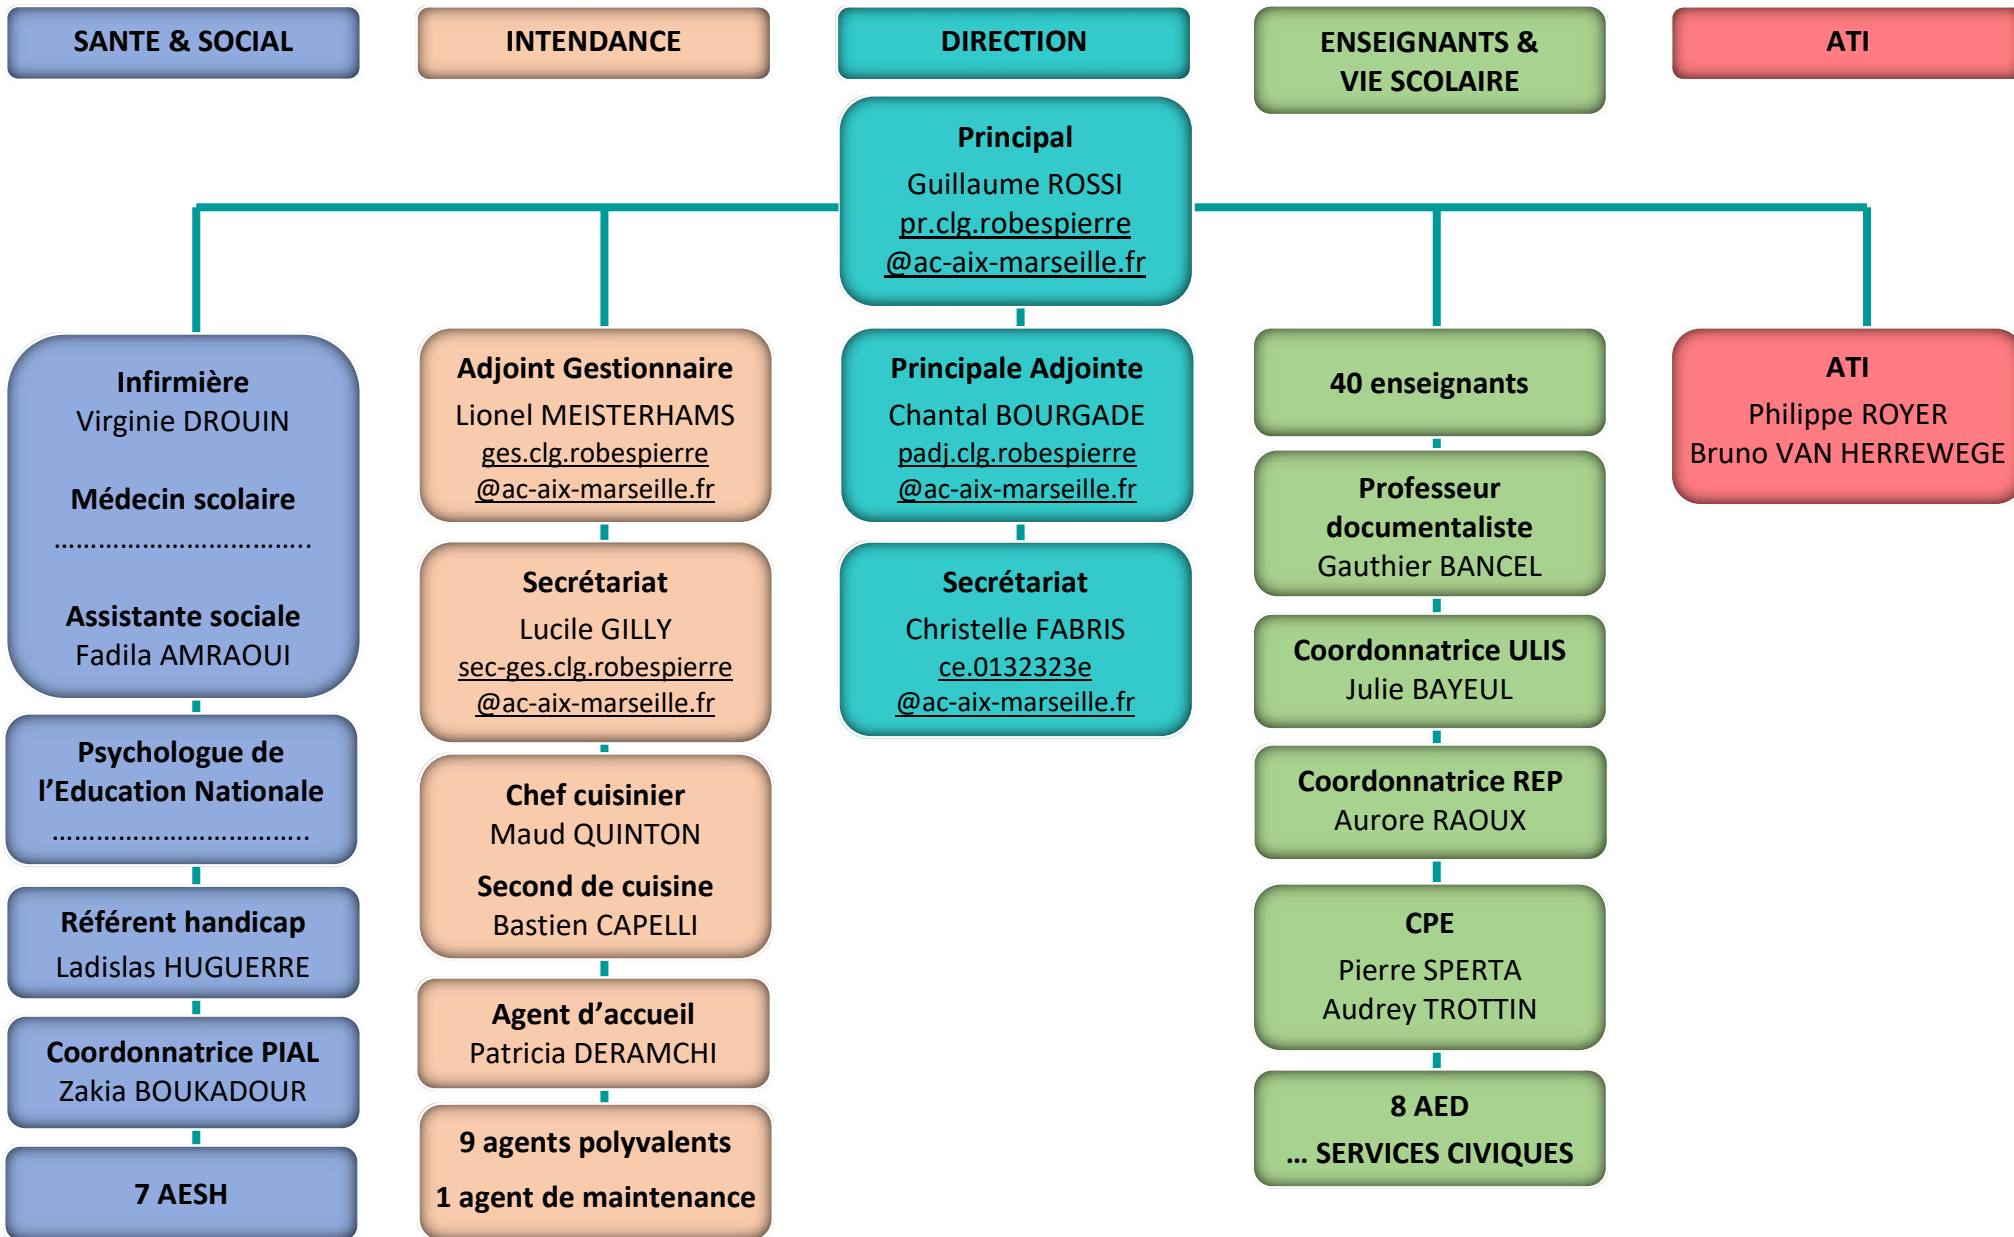 SANTE & SOCIAL
INTENDANCE
DIRECTION
ENSEIGNANTS &
VIE SCOLAIRE
ATI
Principal
Guillaume ROSSI
pr.clg.robespierre
@ac-aix-marseille.fr
Infirmière
Virginie DROUIN
Médecin scolaire
……………………………..
Assistante sociale
Fadila AMRAOUI
Psychologue de
l’Education Nationale
……………………………..
Référent handicap
Ladislas HUGUERRE
Coordonnatrice PIAL
Zakia BOUKADOUR
7 AESH
Adjoint Gestionnaire
Lionel MEISTERHAMS
ges.clg.robespierre
@ac-aix-marseille.fr
Secrétariat
Lucile GILLY
sec-ges.clg.robespierre
@ac-aix-marseille.fr
Chef cuisinier
Maud QUINTON
Second de cuisine
Bastien CAPELLI
Agent d’accueil
Patricia DERAMCHI
9 agents polyvalents
1 agent de maintenance
Principale Adjointe
Chantal BOURGADE
padj.clg.robespierre
@ac-aix-marseille.fr
Secrétariat
Christelle FABRIS
ce.0132323e
@ac-aix-marseille.fr
40 enseignants
Professeur
documentaliste
Gauthier BANCEL
Coordonnatrice ULIS
Julie BAYEUL
Coordonnatrice REP
Aurore RAOUX
CPE
Pierre SPERTA
Audrey TROTTIN
8 AED
… SERVICES CIVIQUES
ATI
Philippe ROYER
Bruno VAN HERREWEGE